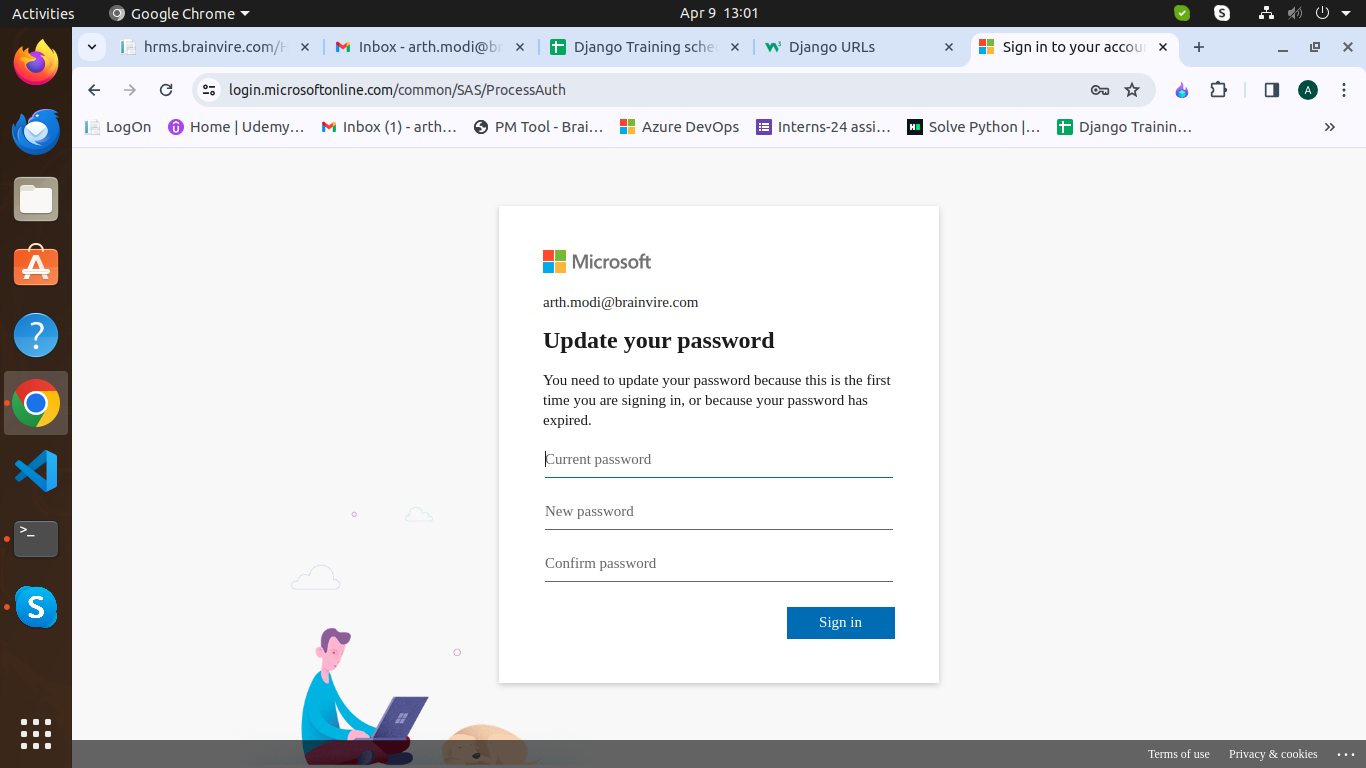 Activities
Google Chrome
Apr 9 13:01
hrms.brainvire.com/H
Inbox - arth.modi@br
Django Training sche
Django URLs
Sign in to your accou
login.microsoftonline.com/common/SAS/ProcessAuth
A
LogOn
Home | Udemy…
Inbox (1) - arth…
PM Tool - Brai…
Azure DevOps
Interns-24 assi…
Solve Python |…
Django Trainin…
Microsoft
arth.modi@brainvire.com
Update your password
You need to update your password because this is the first
time you are signing in, or because your password has
expired.
Current password
New password
Confirm password
Sign in
Terms of use
Privacy & cookies